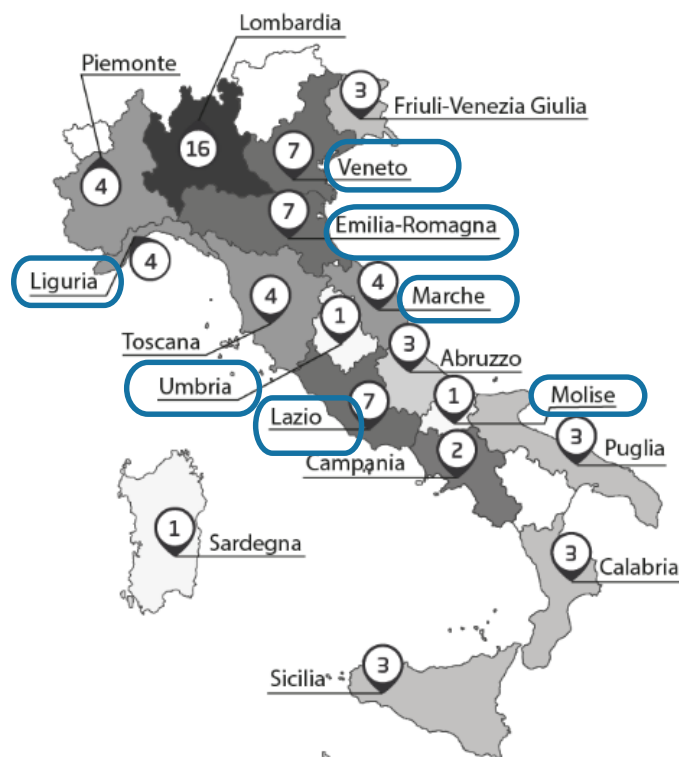 Lombardia
Piemonte
3
Friuli-Venezia Giulia
16
7
Veneto
4
7
Emilia-Romagna
4
Liguria
4
Marche
4
Toscana
1
3
Abruzzo
Umbria
Molise
1
Lazio
7
3
Puglia
Campania
2
1
Sardegna
3
Calabria
3
Sicilia